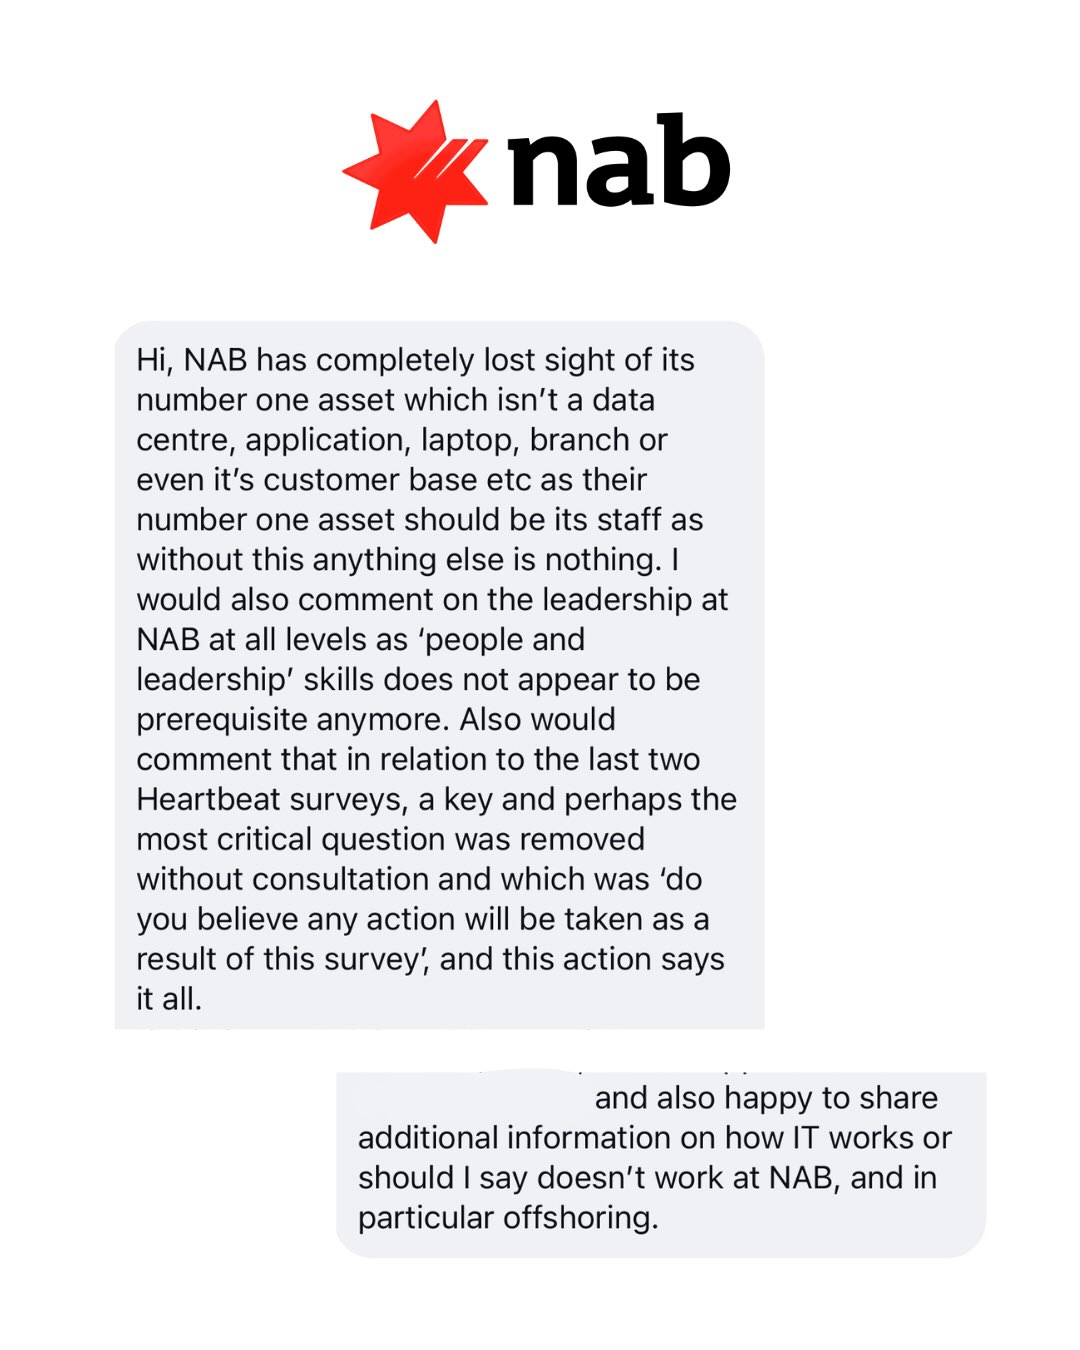 nab
Hi, NAB has completely lost sight of its
number one asset which isn’t a data
centre, application, laptop, branch or
even it’s customer base etc as their
number one asset should be its staff as
without this anything else is nothing. I
would also comment on the leadership at
NAB at all levels as ‘people and
leadership’ skills does not appear to be
prerequisite anymore. Also would
comment that in relation to the last two
Heartbeat surveys, a key and perhaps the
most critical question was removed
without consultation and which was ‘do
you believe any action will be taken as a
result of this survey’, and this action says
it all.
and also happy to share
additional information on how IT works or
should I say doesn’t work at NAB, and in
particular offshoring.